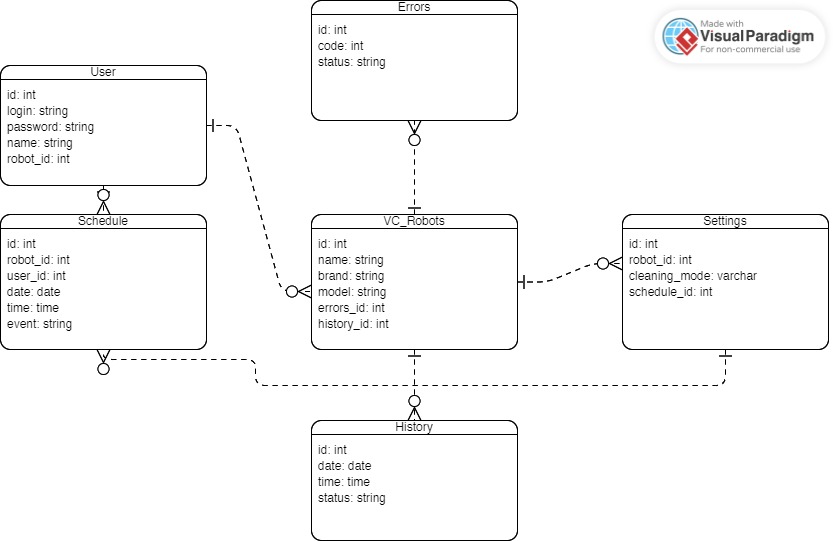 Errors
id: int
code: int
status: string
Made with
Visual Paradigm
For non-commercial use
User
id: int
login: string
password: string
name: string
robot_id: int
Schedule
id: int
robot_id: int
user_id: int
date: date
time: time
event: string
VC_Robots
id: int
name: string
brand: string
model: string
errors_id: int
history_id: int
Settings
id: int
robot_id: int
cleaning_mode: varchar
schedule_id: int
History
id: int
date: date
time: time
status: string